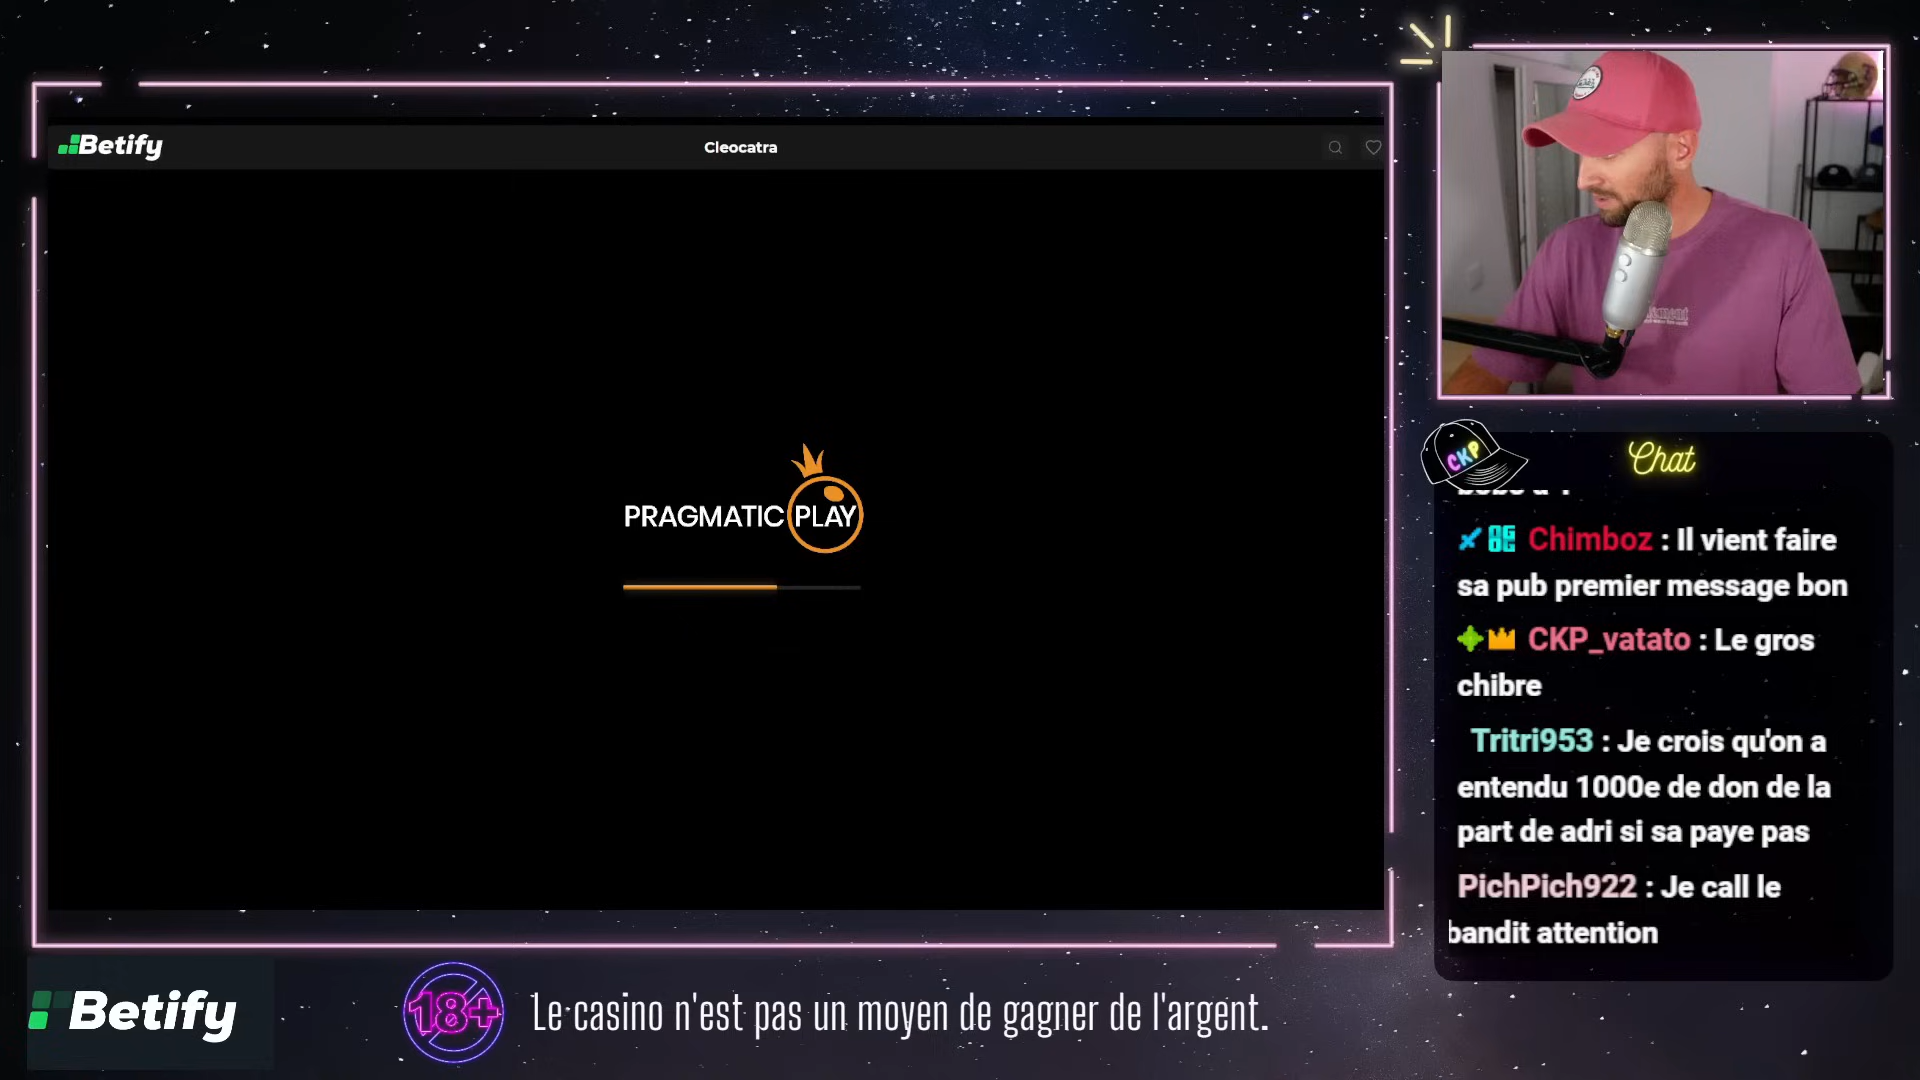 Betify
Cleocatra
PRAGMATIC PLAY
CKP
Chat
Chimboz : Il vient faire
sa pub premier message bon
CKP_vatato : Le gros
chibre
Tritri953 : Je crois qu'on a
entendu 1000e de don de la
part de adri si sa paye pas
PichPich922 : Je call le
bandit attention
Betify
18+
Le casino n'est pas un moyen de gagner de l'argent.